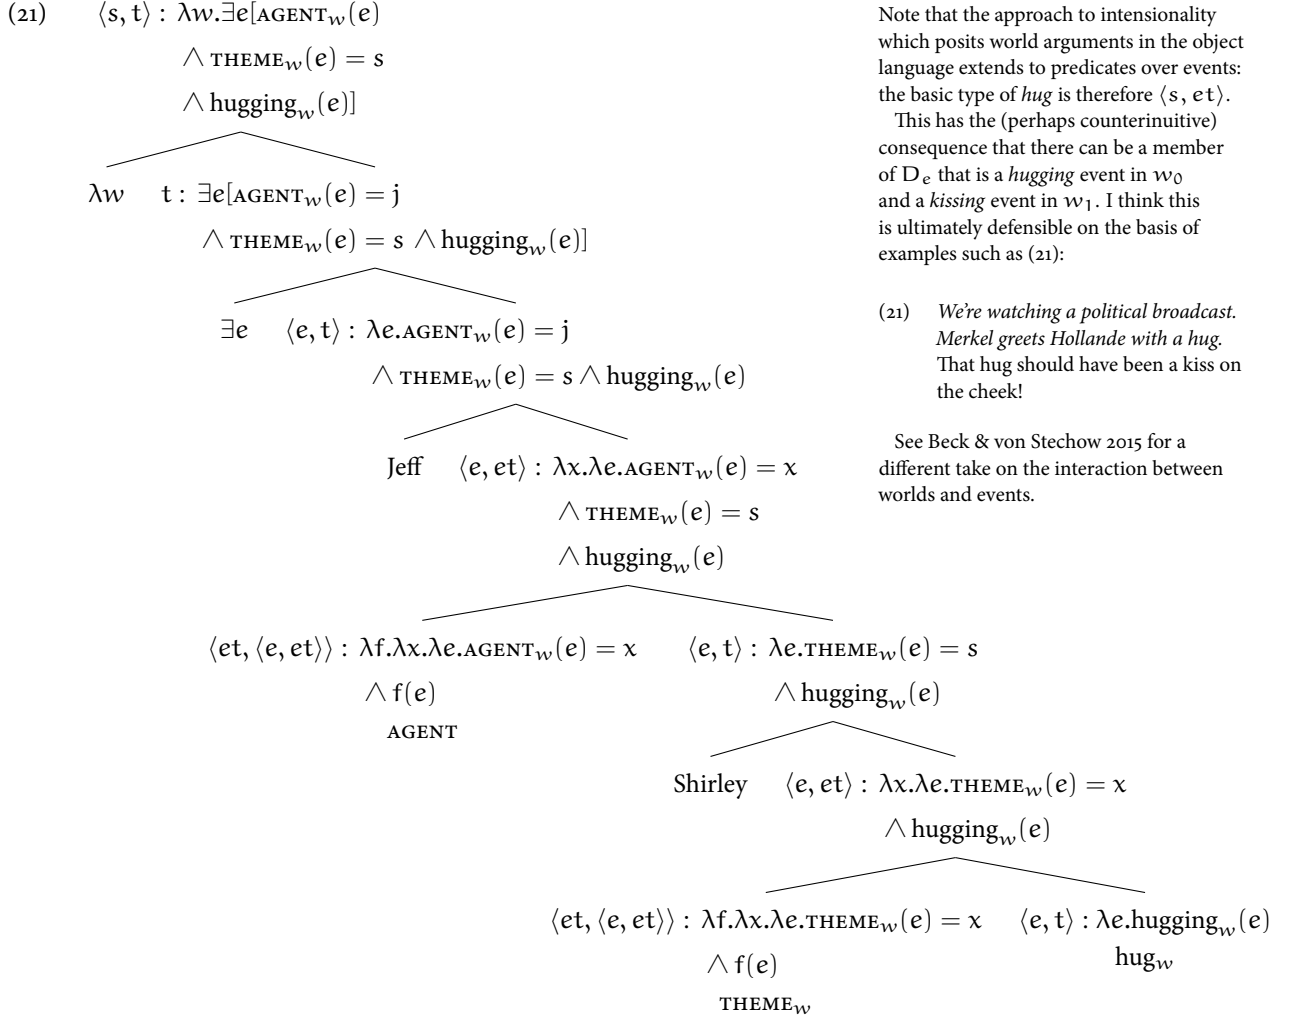 (21) ⟨s, t⟩ : λw.∃e[AGENT_w(e)
∧ THEME_w(e) = s
∧ hugging_w(e)]
λw t : ∃e[AGENT_w(e) = j
∧ THEME_w(e) = s ∧ hugging_w(e)]
∃e ⟨e, t⟩ : λe.AGENT_w(e) = j
∧ THEME_w(e) = s ∧ hugging_w(e)
Jeff ⟨e, et⟩ : λx.λe.AGENT_w(e) = x
∧ THEME_w(e) = s
∧ hugging_w(e)
⟨et, ⟨e, et⟩⟩ : λf.λx.λe.AGENT_w(e) = x ⟨e, t⟩ : λe.THEME_w(e) = s
∧ f(e) ∧ hugging_w(e)
AGENT
Shirley ⟨e, et⟩ : λx.λe.THEME_w(e) = x
∧ hugging_w(e)
⟨et, ⟨e, et⟩⟩ : λf.λx.λe.THEME_w(e) = x ⟨e, t⟩ : λe.hugging_w(e)
∧ f(e) hug_w
THEME_w
Note that the approach to intensionality
which posits world arguments in the object
language extends to predicates over events:
the basic type of hug is therefore ⟨s, et⟩.
This has the (perhaps counterinuitive)
consequence that there can be a member
of D_e that is a hugging event in w_0
and a kissing event in w_1. I think this
is ultimately defensible on the basis of
examples such as (21):
(21) We're watching a political broadcast.
Merkel greets Hollande with a hug.
That hug should have been a kiss on
the cheek!
See Beck & von Stechow 2015 for a
different take on the interaction between
worlds and events.